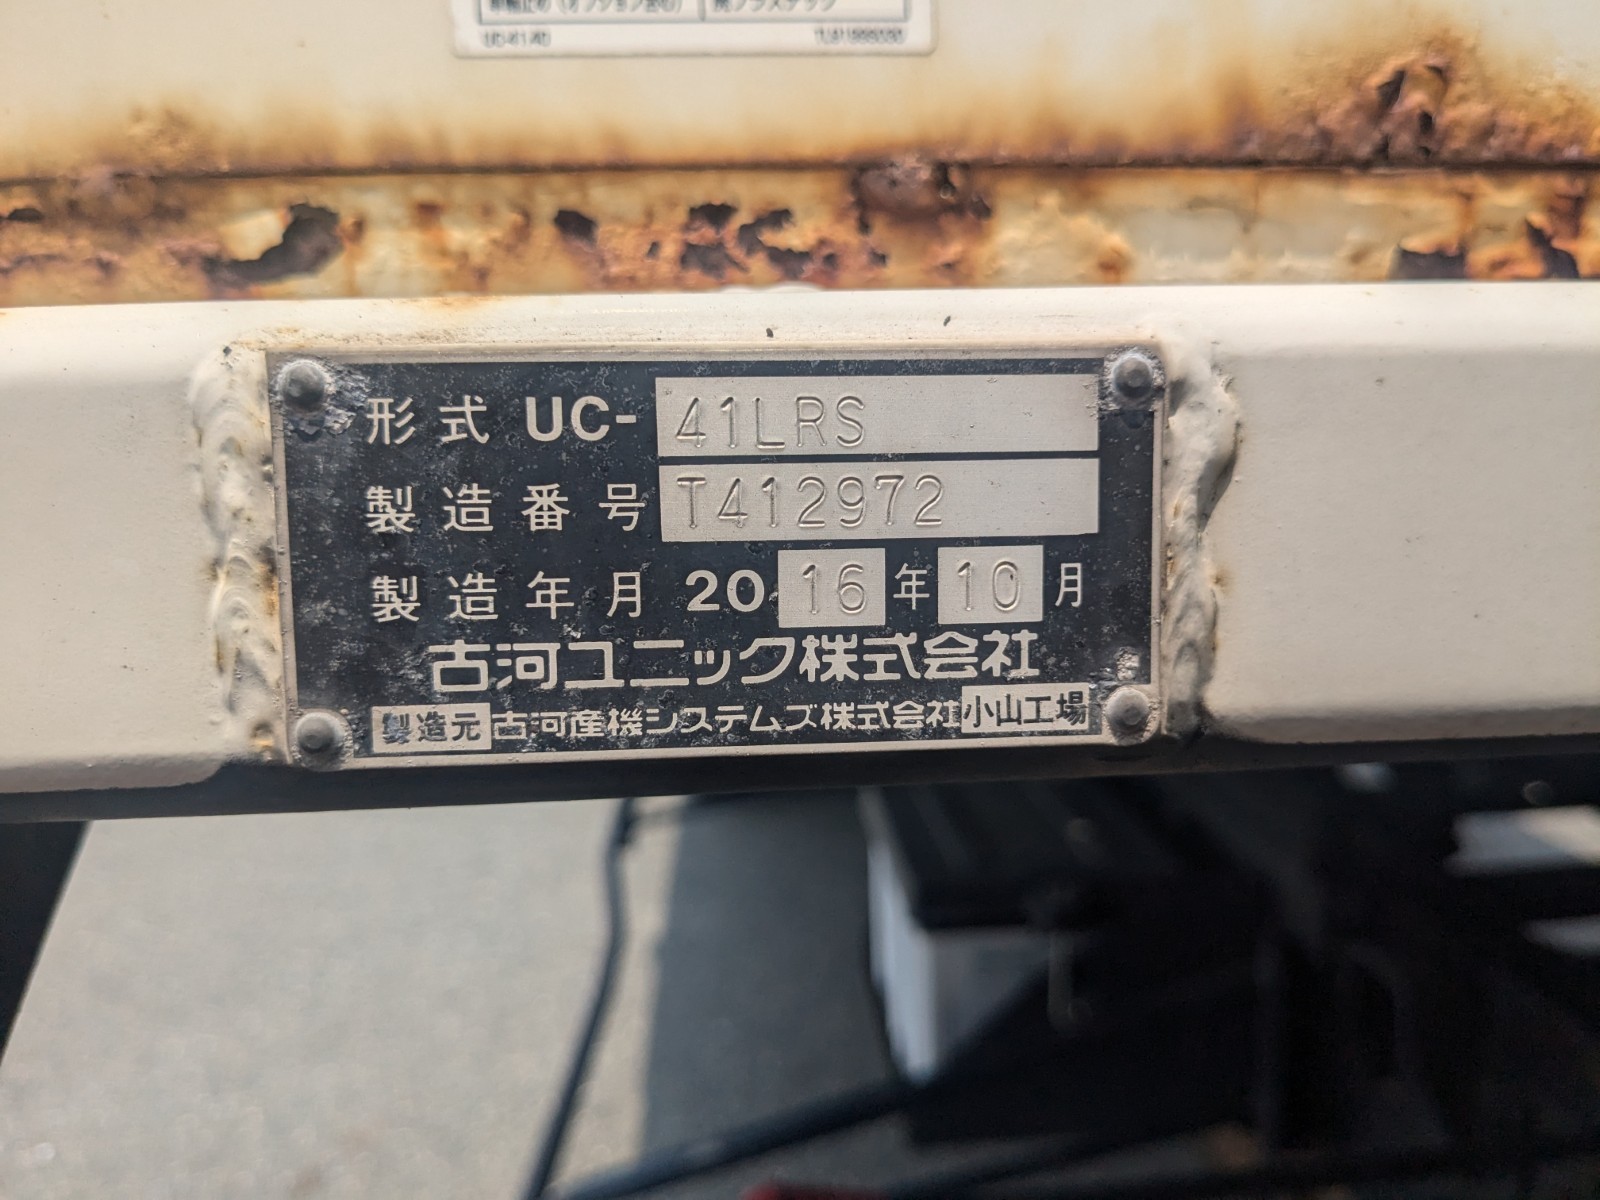 形式 UC-41LRS
製造番号 T412972
製造年月 2016年10月
古河ユニック株式会社
製造元 古河産機システムズ株式会社小山工場